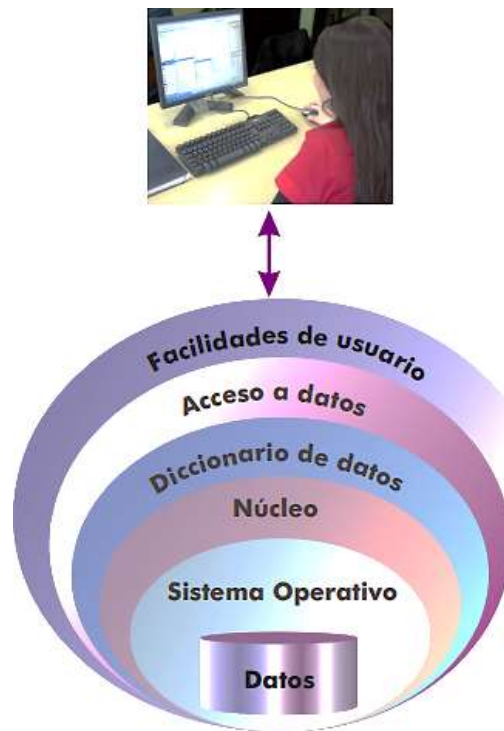 Facilidades de usuario
Acceso a datos
Diccionario de datos
Núcleo
Sistema Operativo
Datos